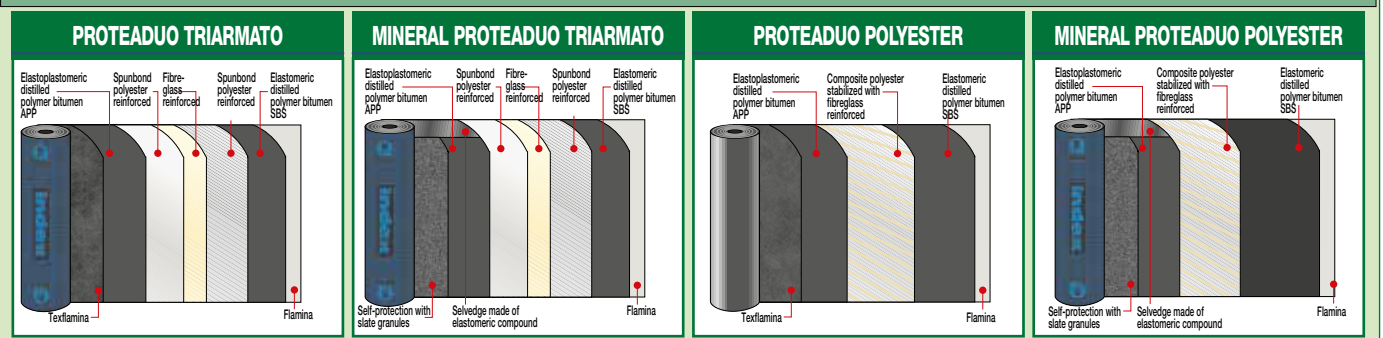 PROTEADUO TRIARMATO
Elastoplastomeric
distilled
polymer bitumen
APP
Spunbond
polyester
reinforced
Fibre-
glass
reinforced
Spunbond
polyester
reinforced
Elastomeric
distilled
polymer bitumen
SBS
index
Texflamina
Flamina
MINERAL PROTEADUO TRIARMATO
Elastoplastomeric
distilled
polymer bitumen
APP
Spunbond
polyester
reinforced
Fibre-
glass
reinforced
Spunbond
polyester
reinforced
Elastomeric
distilled
polymer bitumen
SBS
index
Self-protection with
slate granules
Selvedge made of
elastomeric compound
Flamina
PROTEADUO POLYESTER
Elastoplastomeric
distilled
polymer bitumen
APP
Composite polyester
stabilized with
fibreglass
reinforced
Elastomeric
distilled
polymer bitumen
SBS
Texflamina
Flamina
MINERAL PROTEADUO POLYESTER
Elastoplastomeric
distilled
polymer bitumen
APP
Composite polyester
stabilized with
fibreglass
reinforced
Elastomeric
distilled
polymer bitumen
SBS
index
Self-protection with
slate granules
Selvedge made of
elastomeric compound
Flamina